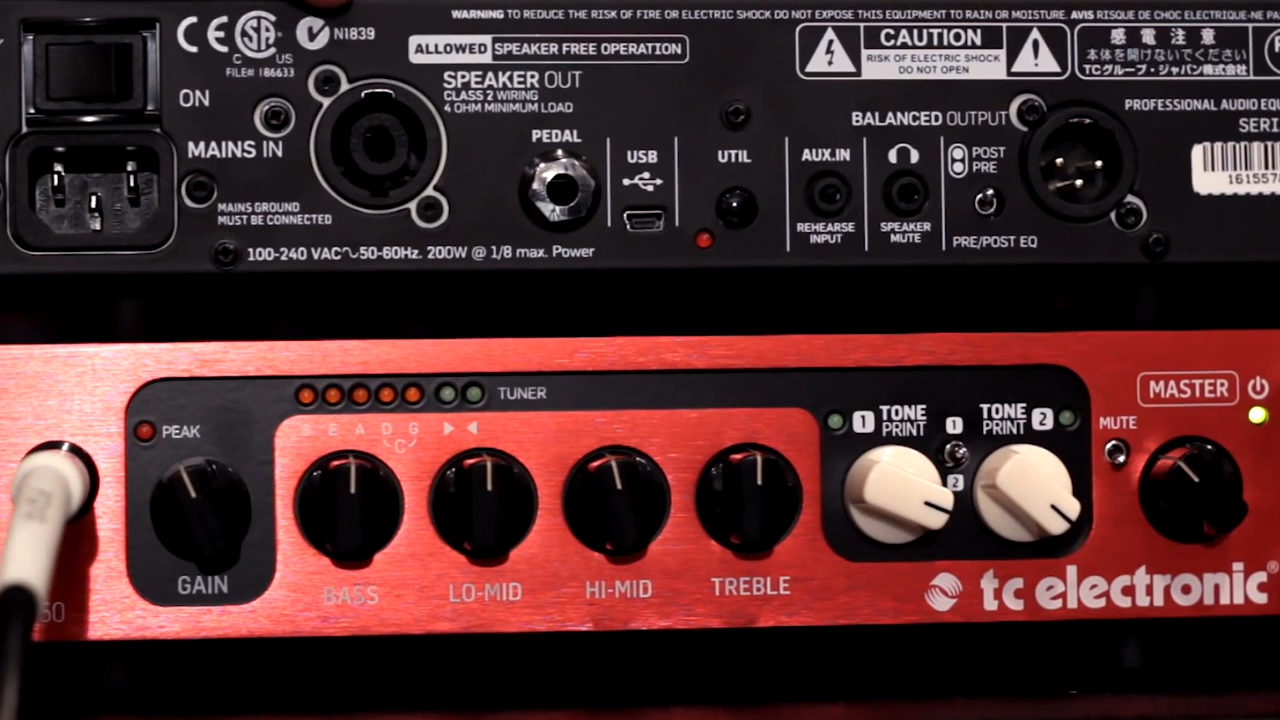 WARNING TO REDUCE THE RISK OF FIRE OR ELECTRIC SHOCK DO NOT EXPOSE THIS EQUIPMENT TO RAIN OR MOISTURE. AVIS RISQUE DE CHOC ELECTRIQUE-NE
CE CSA® C US N1839
FILE# 186633
ALLOWED SPEAKER FREE OPERATION
CAUTION
RISK OF ELECTRIC SHOCK
DO NOT OPEN
感電注意
本体を開けないでください
TCグループ・ジャパン株式会社
ON
MAINS IN
MAINS GROUND
MUST BE CONNECTED
SPEAKER OUT
CLASS 2 WIRING
4 OHM MINIMUM LOAD
PEDAL
USB
UTIL
AUX.IN
REHEARSE
INPUT
SPEAKER
MUTE
BALANCED OUTPUT
POST
PRE
PRE/POST EQ
PROFESSIONAL AUDIO
100-240 VAC~50-60Hz. 200W @ 1/8 max. Power
TUNER
PEAK
B E A D G
C
GAIN
BASS
LO-MID
HI-MID
TREBLE
1 TONE
PRINT
1
2
TONE 2
PRINT
MUTE
MASTER
tc electronic®